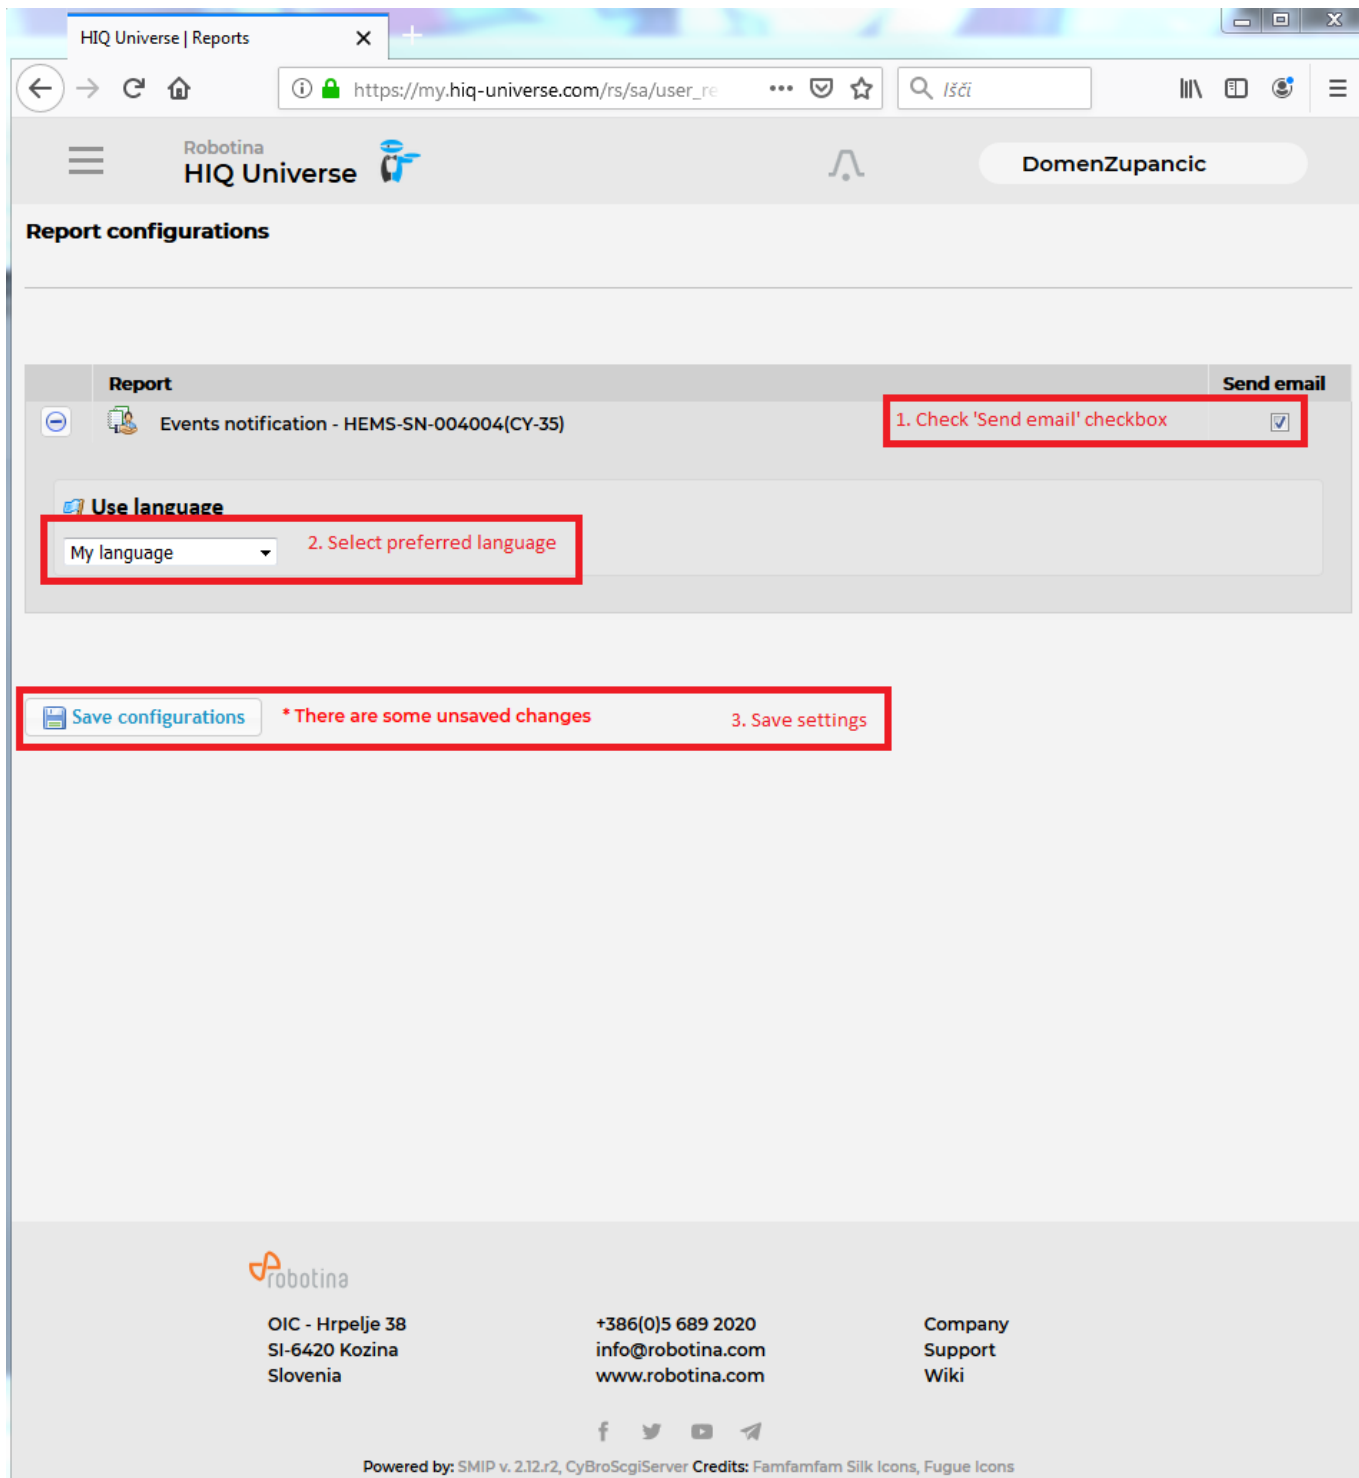 HIQ Universe | Reports
https://my.hiq-universe.com/rs/sa/user_re
Išči
Robotina
HIQ Universe
DomenZupancic
Report configurations
Report
Send email
Events notification - HEMS-SN-004004(CY-35)
1. Check 'Send email' checkbox
Use language
My language
2. Select preferred language
Save configurations
* There are some unsaved changes
3. Save settings
robotina
OIC - Hrpelje 38
SI-6420 Kozina
Slovenia
+386(0)5 689 2020
info@robotina.com
www.robotina.com
Company
Support
Wiki
Powered by: SMIP v. 2.12.r2, CyBroScgiServer Credits: Famfamfam Silk Icons, Fugue Icons